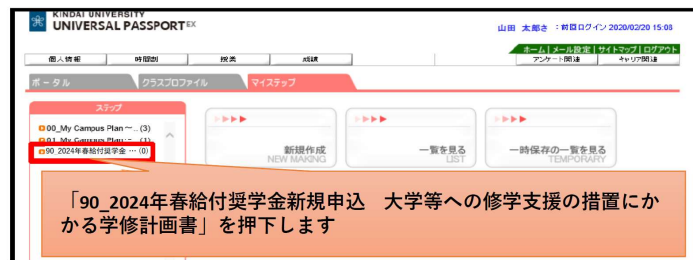 KINDAI UNIVERSITY
UNIVERSAL PASSPORT EX
山田 太郎さ ：前回ログイン 2020/02/20 15:08
ホーム | メール設定 | サイトマップ | ログアウト
個人情報 時間割 授業 成績 アンケート関連 キャリア関連
ポータル クラスプロファイル マイステップ
ステップ
00_My Campus Plan ～… (3)
01_My Campus Plan ～… (1)
90_2024年春給付奨学金 … (0)
新規作成 一覧を見る 一時保存の一覧を見る
NEW MAKING LIST TEMPORARY
「90_2024年春給付奨学金新規申込　大学等への修学支援の措置にか
かる学修計画書」を押下します